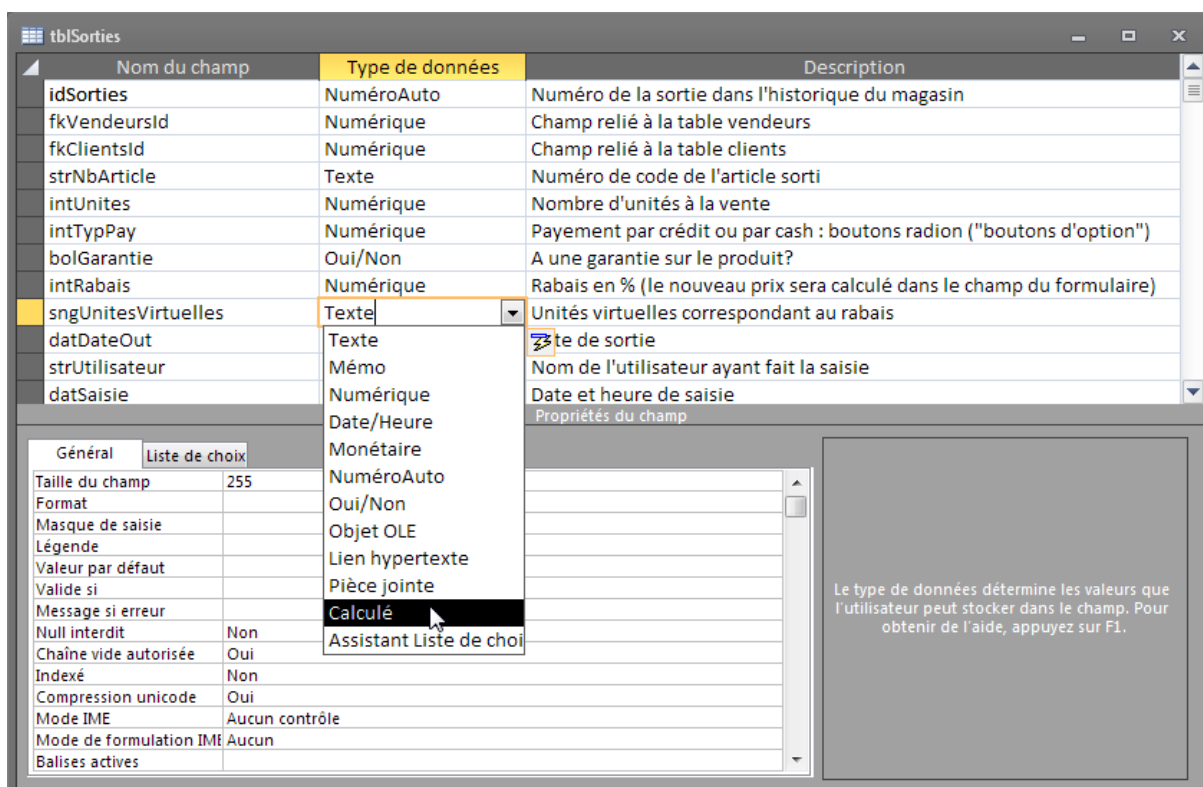 tblSorties
Nom du champ Type de données Description
idSorties NuméroAuto Numéro de la sortie dans l'historique du magasin
fkVendeursId Numérique Champ relié à la table vendeurs
fkClientsId Numérique Champ relié à la table clients
strNbArticle Texte Numéro de code de l'article sorti
intUnites Numérique Nombre d'unités à la vente
intTypPay Numérique Payement par crédit ou par cash : boutons radion ("boutons d'option")
bolGarantie Oui/Non A une garantie sur le produit?
intRabais Numérique Rabais en % (le nouveau prix sera calculé dans le champ du formulaire)
sngUnitesVirtuelles Texte Unités virtuelles correspondant au rabais
datDateOut te de sortie
strUtilisateur Nom de l'utilisateur ayant fait la saisie
datSaisie Date et heure de saisie
Texte
Mémo
Numérique
Date/Heure
Monétaire
NuméroAuto
Oui/Non
Objet OLE
Lien hypertexte
Pièce jointe
Calculé
Assistant Liste de choi
Propriétés du champ
Général Liste de choix
Taille du champ 255
Format
Masque de saisie
Légende
Valeur par défaut
Valide si
Message si erreur
Null interdit Non
Chaîne vide autorisée Oui
Indexé Non
Compression unicode Oui
Mode IME Aucun contrôle
Mode de formulation IME Aucun
Balises actives
Le type de données détermine les valeurs que
l'utilisateur peut stocker dans le champ. Pour
obtenir de l'aide, appuyez sur F1.